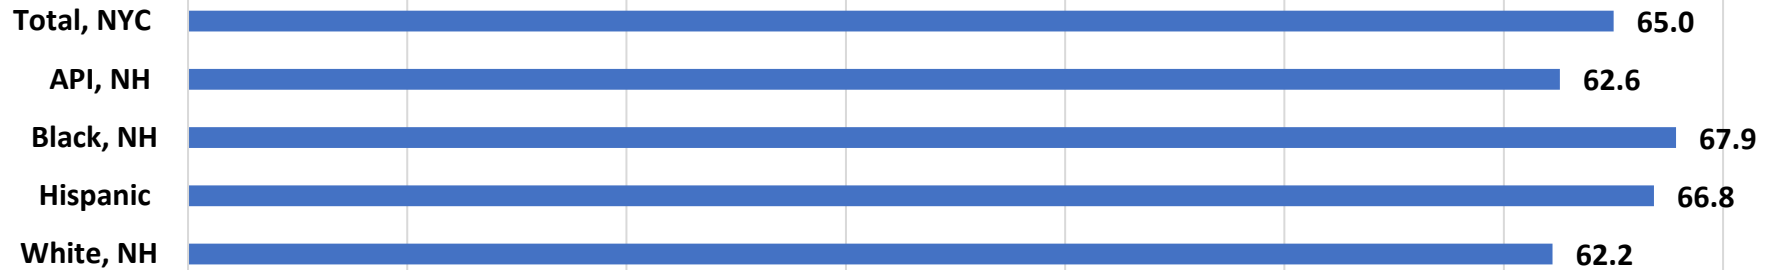 Total, NYC 65.0
API, NH 62.6
Black, NH 67.9
Hispanic 66.8
White, NH 62.2